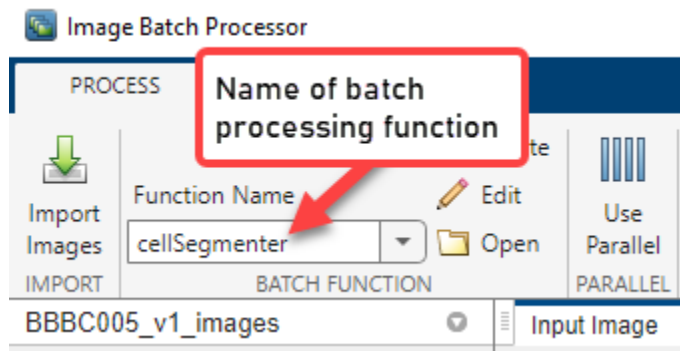 Image Batch Processor
PROCESS
Name of batch
processing function
te
Function Name
Edit
Import
Images
cellSegmenter
Open
Use
Parallel
IMPORT
BATCH FUNCTION
PARALLEL
BBBC005_v1_images
Input Image